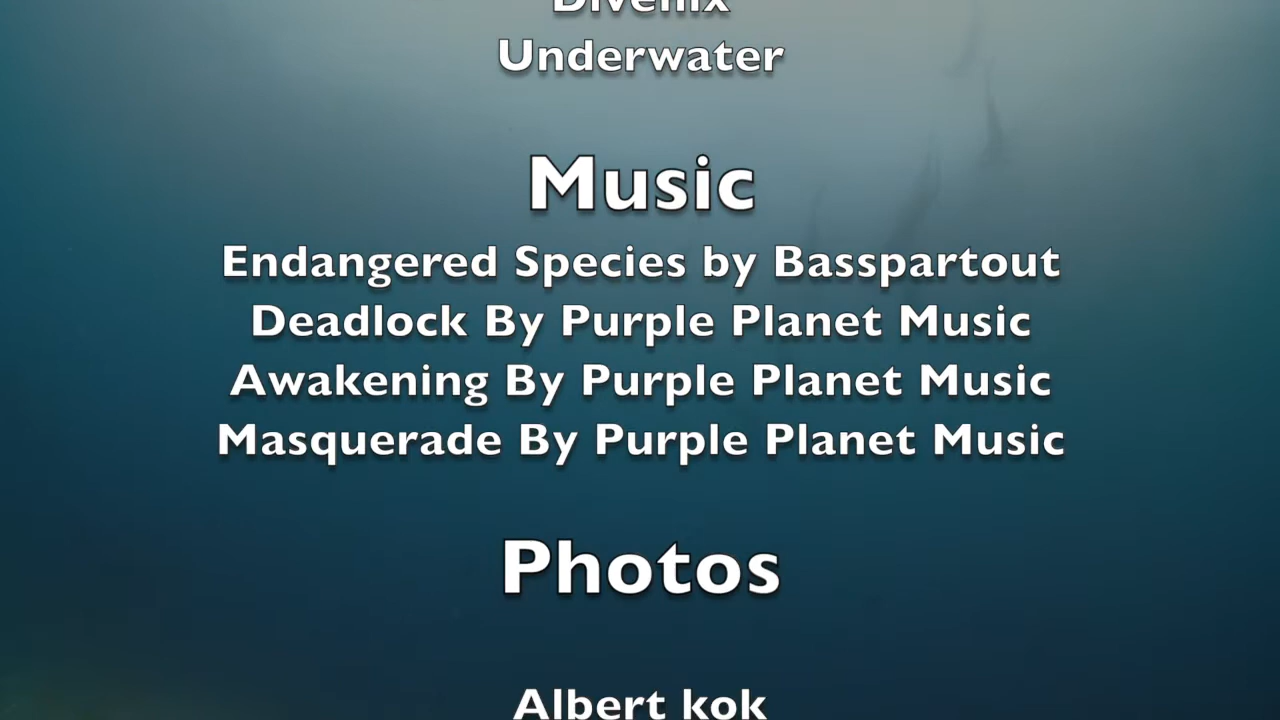 Underwater
Music
Endangered Species by Basspartout
Deadlock By Purple Planet Music
Awakening By Purple Planet Music
Masquerade By Purple Planet Music
Photos
Albert kok